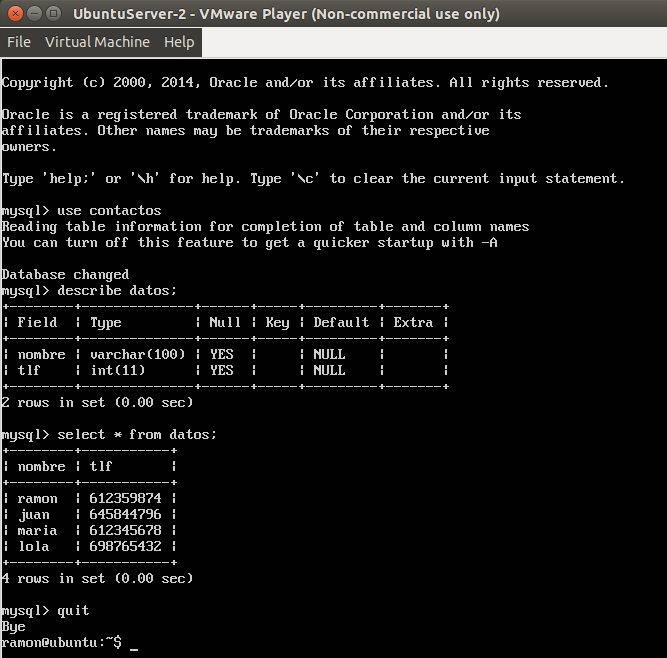 UbuntuServer-2 - VMware Player (Non-commercial use only)
File Virtual Machine Help
Copyright (c) 2000, 2014, Oracle and/or its affiliates. All rights reserved.
Oracle is a registered trademark of Oracle Corporation and/or its
affiliates. Other names may be trademarks of their respective
owners.
Type 'help;' or '\h' for help. Type '\c' to clear the current input statement.
mysql> use contactos
Reading table information for completion of table and column names
You can turn off this feature to get a quicker startup with -A
Database changed
mysql> describe datos;
+--------+--------------+------+-----+---------+-------+
| Field  | Type         | Null | Key | Default | Extra |
+--------+--------------+------+-----+---------+-------+
| nombre | varchar(100) | YES  |     | NULL    |       |
| tlf    | int(11)      | YES  |     | NULL    |       |
+--------+--------------+------+-----+---------+-------+
2 rows in set (0.00 sec)
mysql> select * from datos;
+--------+-----------+
| nombre | tlf       |
+--------+-----------+
| ramon  | 612359874 |
| juan   | 645844796 |
| maria  | 612345678 |
| lola   | 698765432 |
+--------+-----------+
4 rows in set (0.00 sec)
mysql> quit
Bye
ramon@ubuntu:~$ _